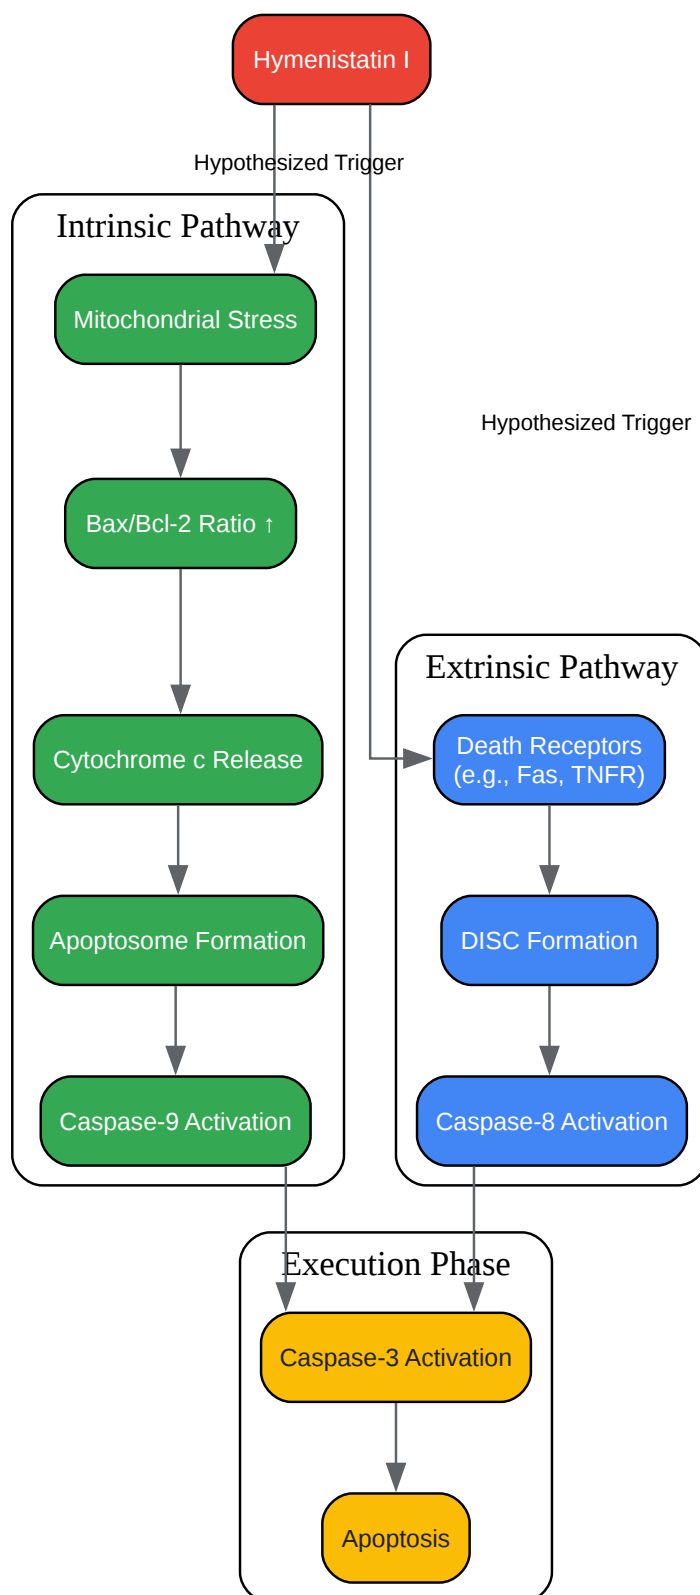 Hymenistatin I
Hypothesized Trigger
Intrinsic Pathway
Mitochondrial Stress
Hypothesized Trigger
Bax/Bcl-2 Ratio ↑
Extrinsic Pathway
Cytochrome c Release
Death Receptors
(e.g., Fas, TNFR)
Apoptosome Formation
DISC Formation
Caspase-9 Activation
Caspase-8 Activation
Execution Phase
Caspase-3 Activation
Apoptosis